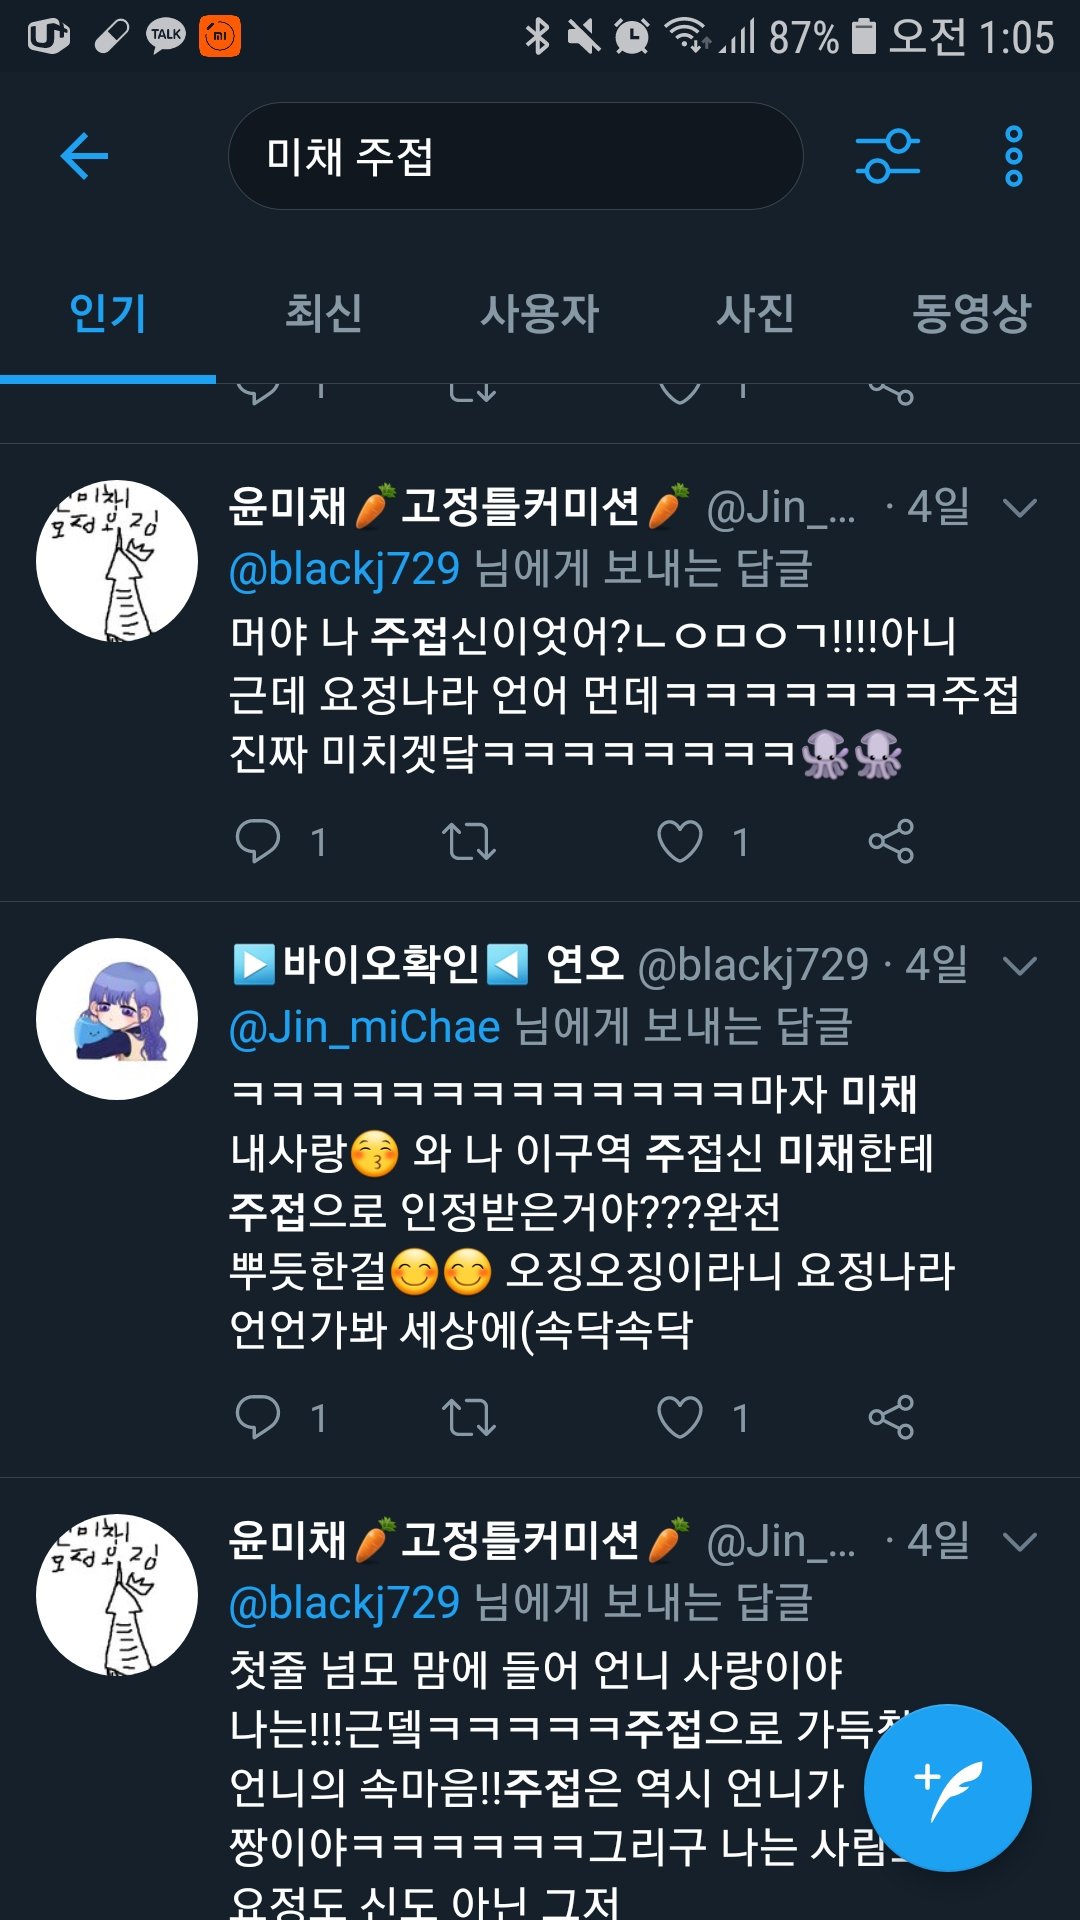 TALK
87% 오전 1:05
미채 주접
인기 최신 사용자 사진 동영상
윤미채🥕고정틀커미션🥕 @Jin_… · 4일
@blackj729 님에게 보내는 답글
머야 나 주접신이엇어?ㄴㅇㅁㅇㄱ!!!!아니
근데 요정나라 언어 먼데ㅋㅋㅋㅋㅋㅋㅋ주접
진짜 미치겟닼ㅋㅋㅋㅋㅋㅋㅋㅋ🦑🦑
1 1
▶️바이오확인◀️ 연오 @blackj729 · 4일
@Jin_miChae 님에게 보내는 답글
ㅋㅋㅋㅋㅋㅋㅋㅋㅋㅋㅋㅋㅋ마자 미채
내사랑😚 와 나 이구역 주접신 미채한테
주접으로 인정받은거야???완전
뿌듯한걸😊😊 오징오징이라니 요정나라
언언가봐 세상에(속닥속닥
1 1
윤미채🥕고정틀커미션🥕 @Jin_… · 4일
@blackj729 님에게 보내는 답글
첫줄 넘모 맘에 들어 언니 사랑이야
나는!!!근뎈ㅋㅋㅋㅋㅋ주접으로
언니의 속마음!!주접은 역시 언니가
짱이야ㅋㅋㅋㅋㅋㅋ그리구 나는
요정도 신도 아닌 그저